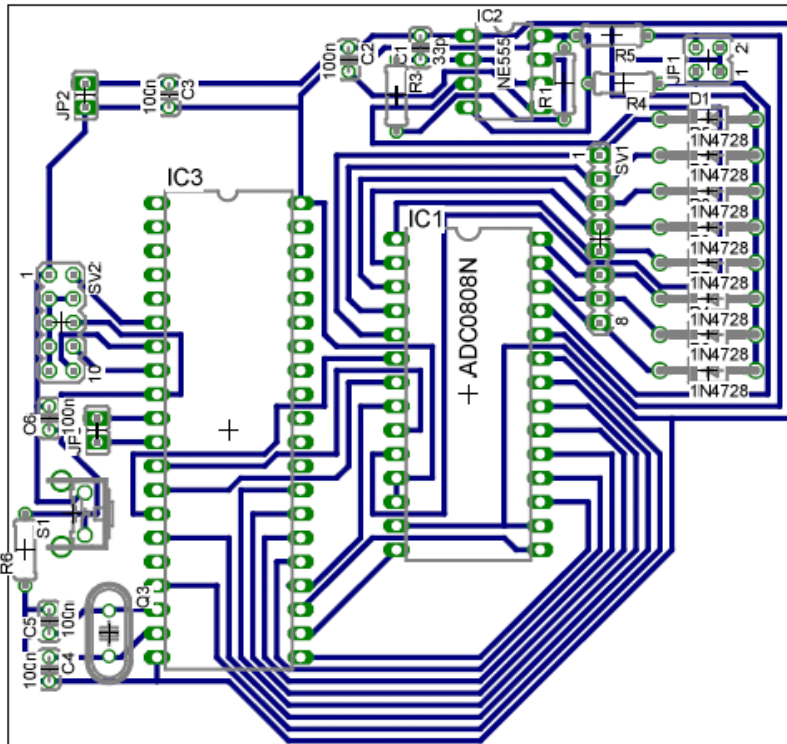 IC2
100n
C2
C1
33p
NE555
R5
2
JP1
1
JP2
100n
C3
R3
R1
R4
D1
1N4728
1
SV1
1N4728
1N4728
1N4728
1N4728
1N4728
8
1N4728
1N4728
IC3
IC1
ADC0808N
1
SV2
10
C6
100n
JP
S1
R6
Q3
C5
100n
100n
C4